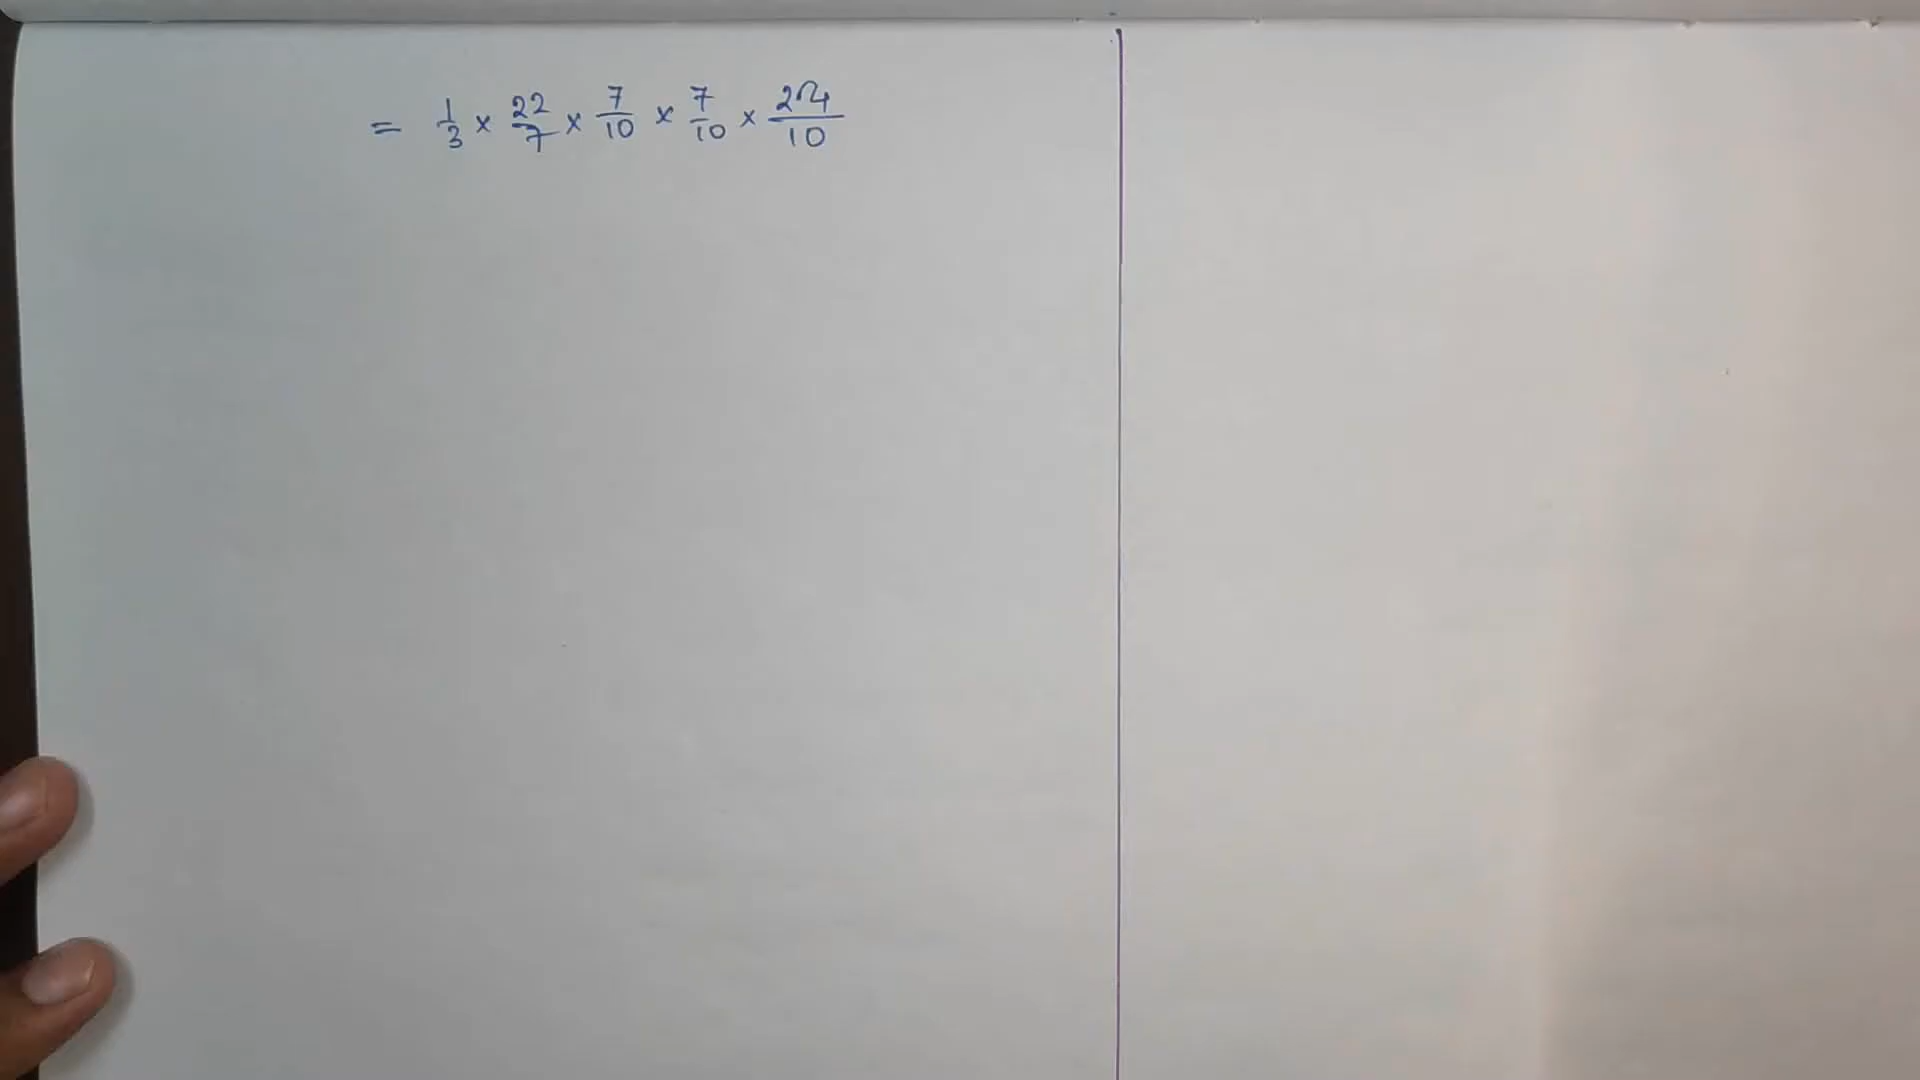 = 1/3 × 22/7 × 7/10 × 7/10 × 24/10